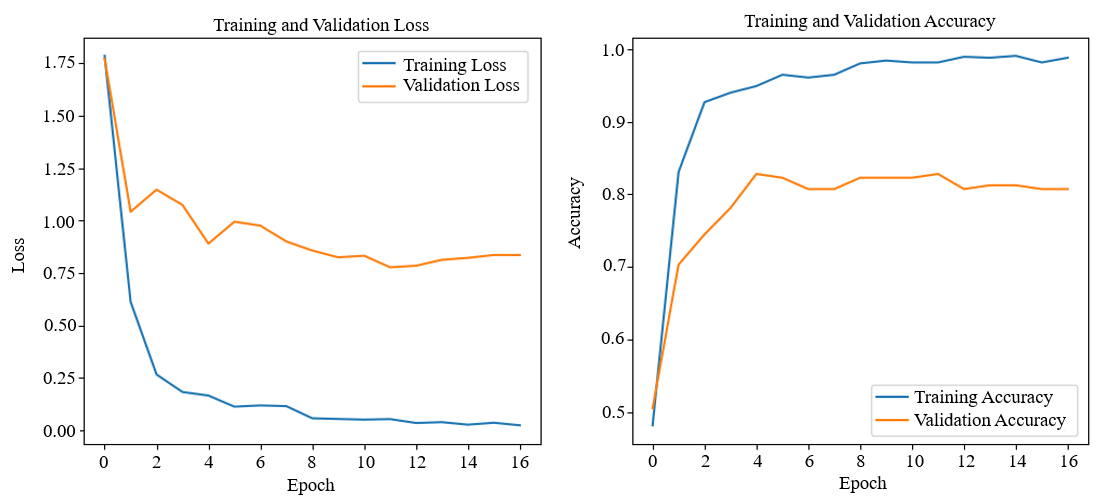 Training and Validation Loss
1.75
1.50
1.25
1.00
0.75
0.50
0.25
0.00
Loss
0 2 4 6 8 10 12 14 16
Epoch
Training Loss
Validation Loss
Training and Validation Accuracy
1.0
0.9
0.8
0.7
0.6
0.5
Accuracy
0 2 4 6 8 10 12 14 16
Epoch
Training Accuracy
Validation Accuracy